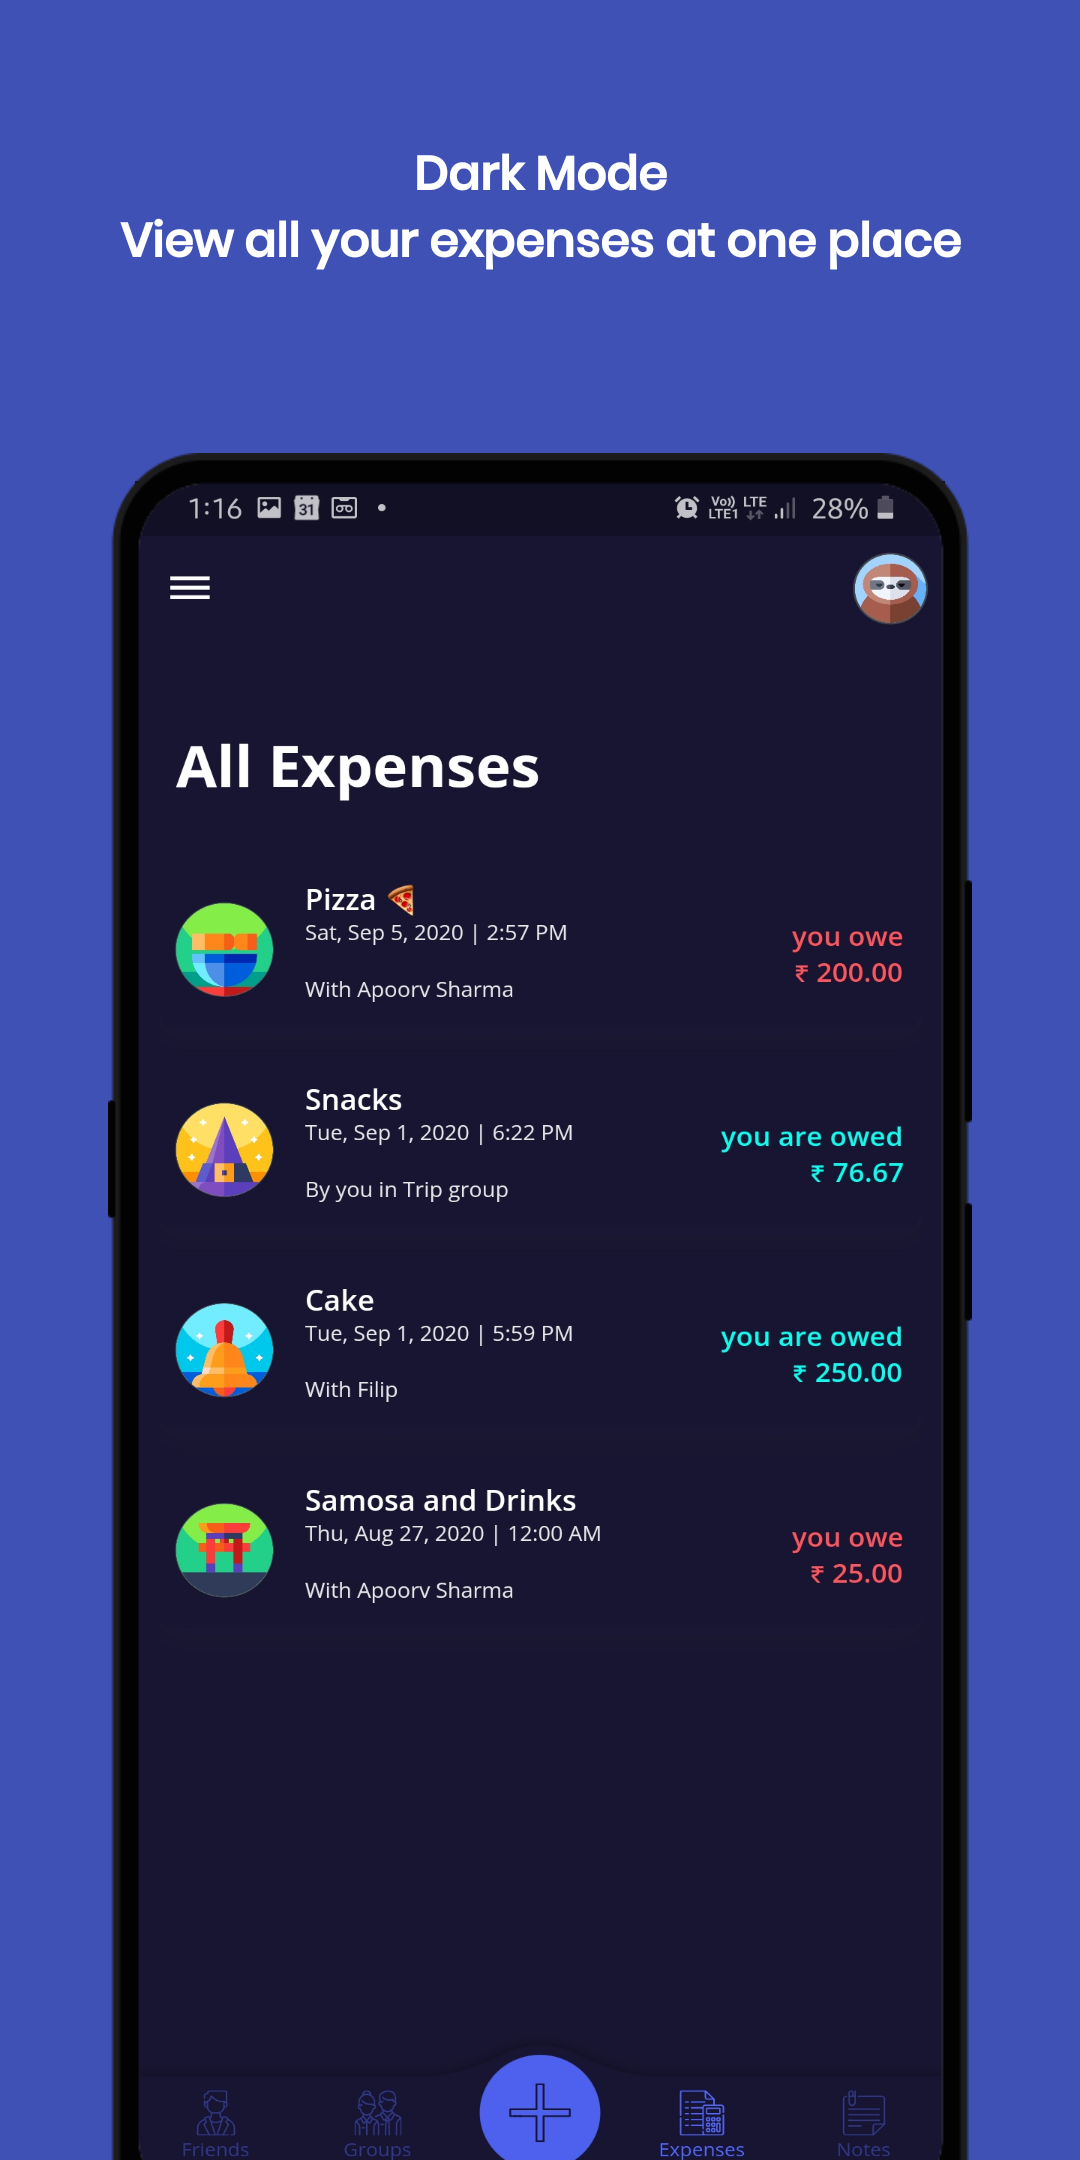 Dark Mode
View all your expenses at one place
1:16
31
Vo)) LTE
LTE1
28%
All Expenses
Pizza 🍕
Sat, Sep 5, 2020 | 2:57 PM
you owe
₹ 200.00
With Apoorv Sharma
Snacks
Tue, Sep 1, 2020 | 6:22 PM
you are owed
₹ 76.67
By you in Trip group
Cake
Tue, Sep 1, 2020 | 5:59 PM
you are owed
₹ 250.00
With Filip
Samosa and Drinks
Thu, Aug 27, 2020 | 12:00 AM
you owe
₹ 25.00
With Apoorv Sharma
Friends
Groups
Expenses
Notes